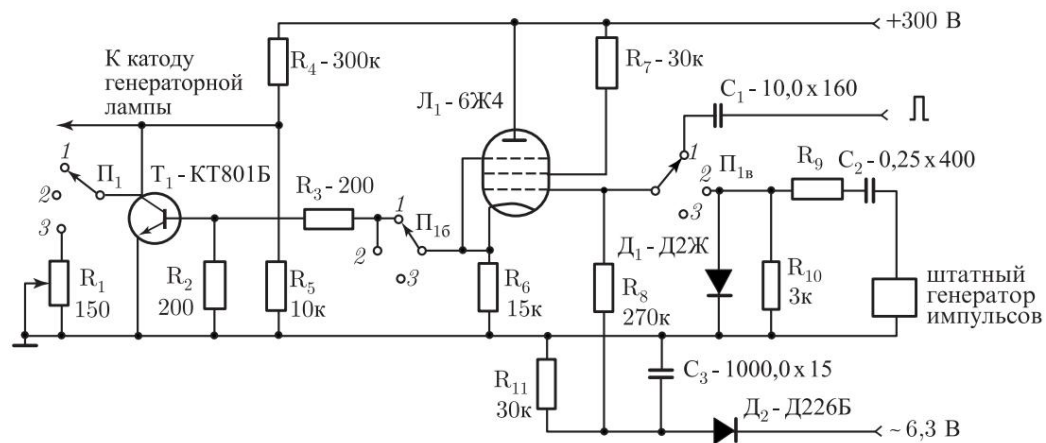 +300 В
К катоду
генераторной
лампы
R4 - 300к
R7 - 30к
Л1 - 6Ж4
C1 - 10,0 x 160
1
2
3
П1
T1 - КТ801Б
R3 - 200
1
2
3
П1б
1
2
3
П1в
R9
C2 - 0,25 x 400
Д1 - Д2Ж
R1
150
R2
200
R5
10к
R6
15к
R8
270к
R10
3к
штатный
генератор
импульсов
R11
30к
C3 - 1000,0 x 15
Д2 - Д226Б
~ 6,3 В